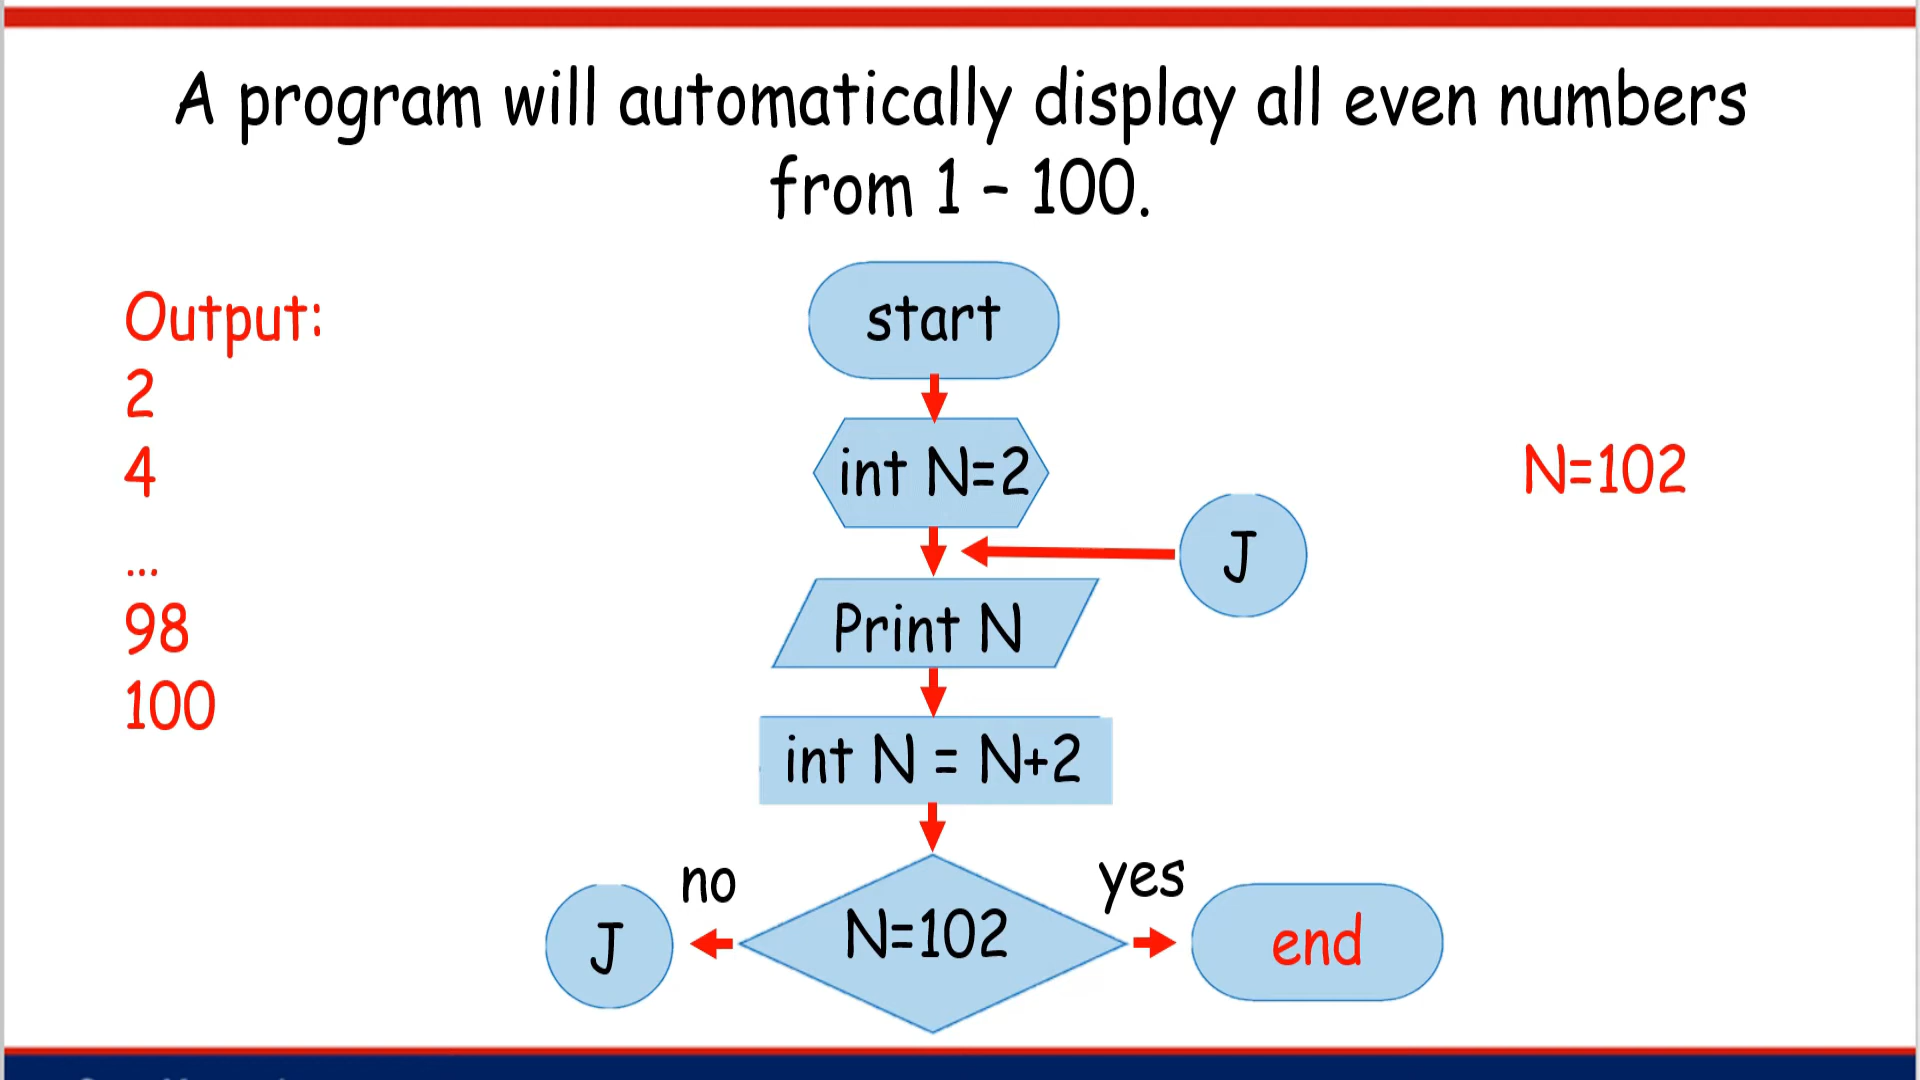 A program will automatically display all even numbers
from 1 – 100.
Output:
2
4
...
98
100
start
int N=2
N=102
J
Print N
int N = N+2
no
yes
J
N=102
end